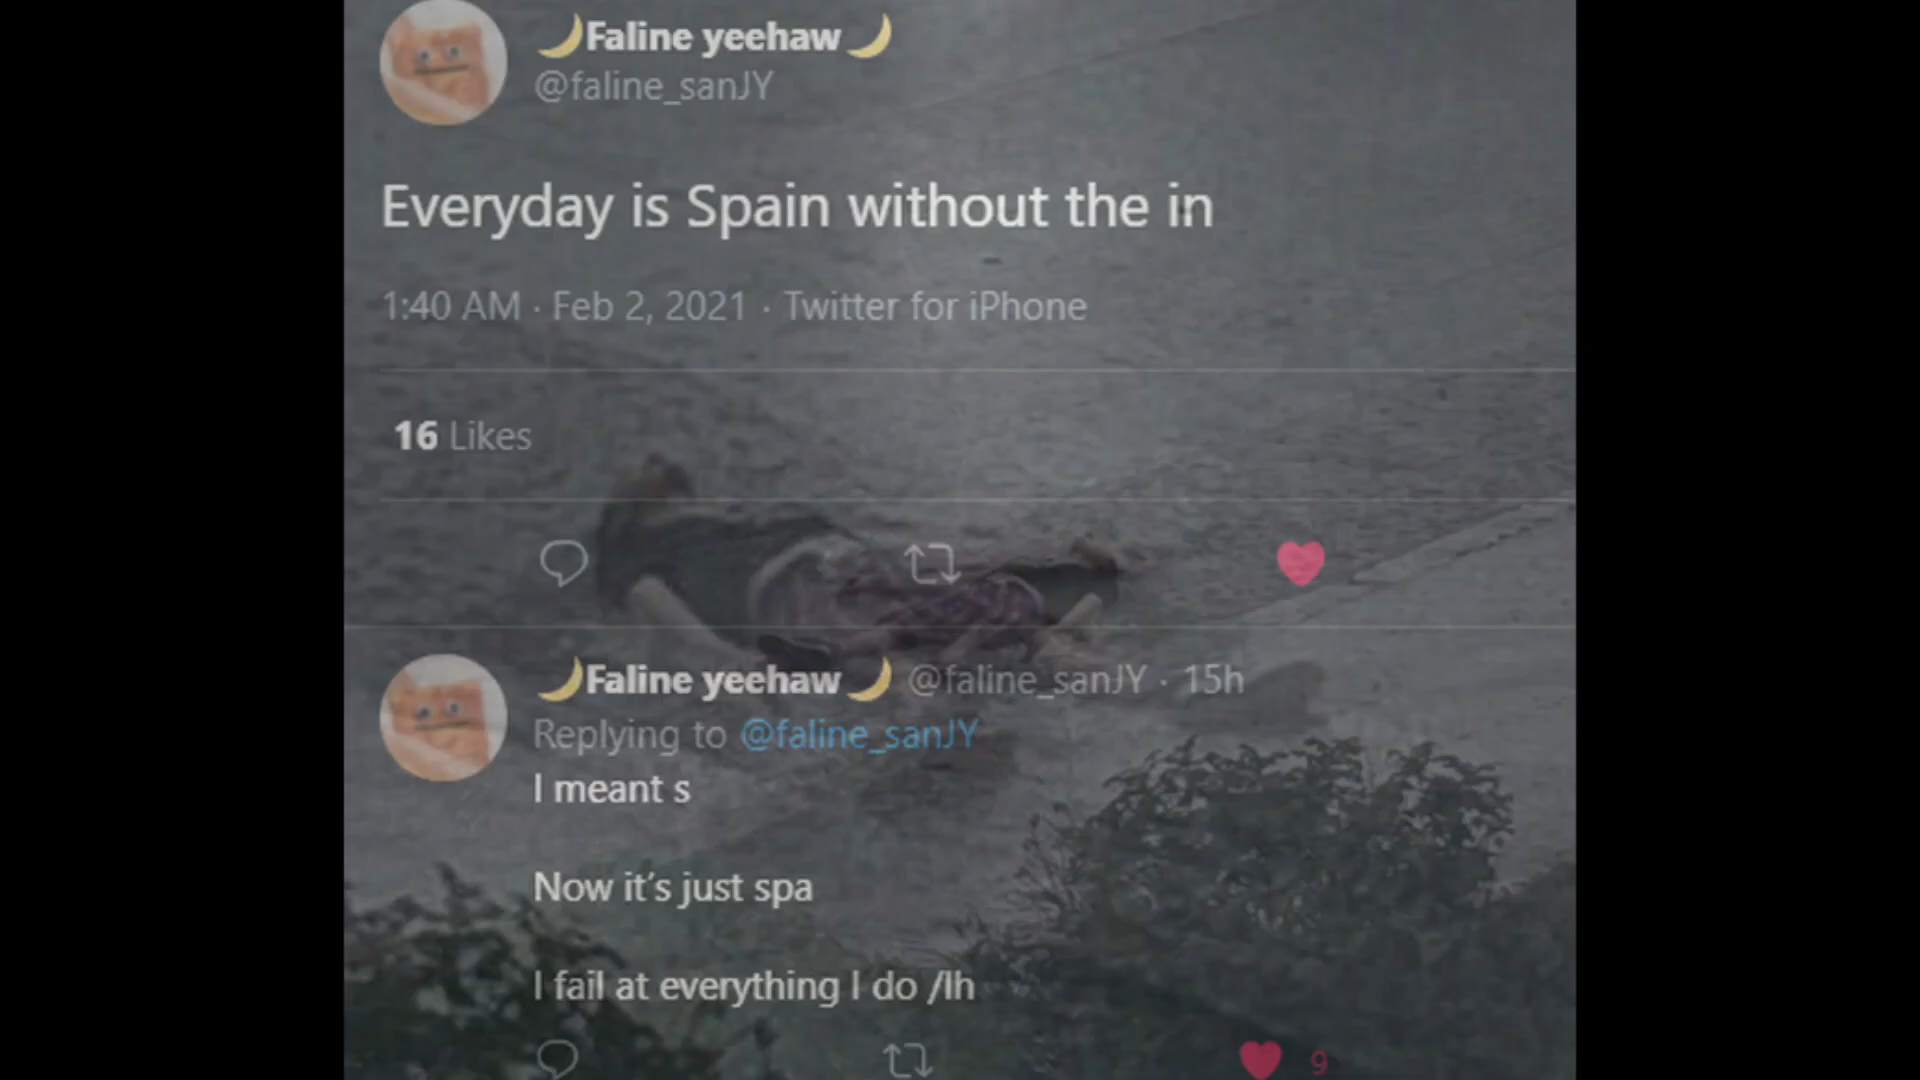 🌙Faline yeehaw🌙
@faline_sanJY
Everyday is Spain without the in
1:40 AM · Feb 2, 2021 · Twitter for iPhone
16 Likes
🌙Faline yeehaw🌙 @faline_sanJY · 15h
Replying to @faline_sanJY
I meant s
Now it's just spa
I fail at everything I do /lh
9